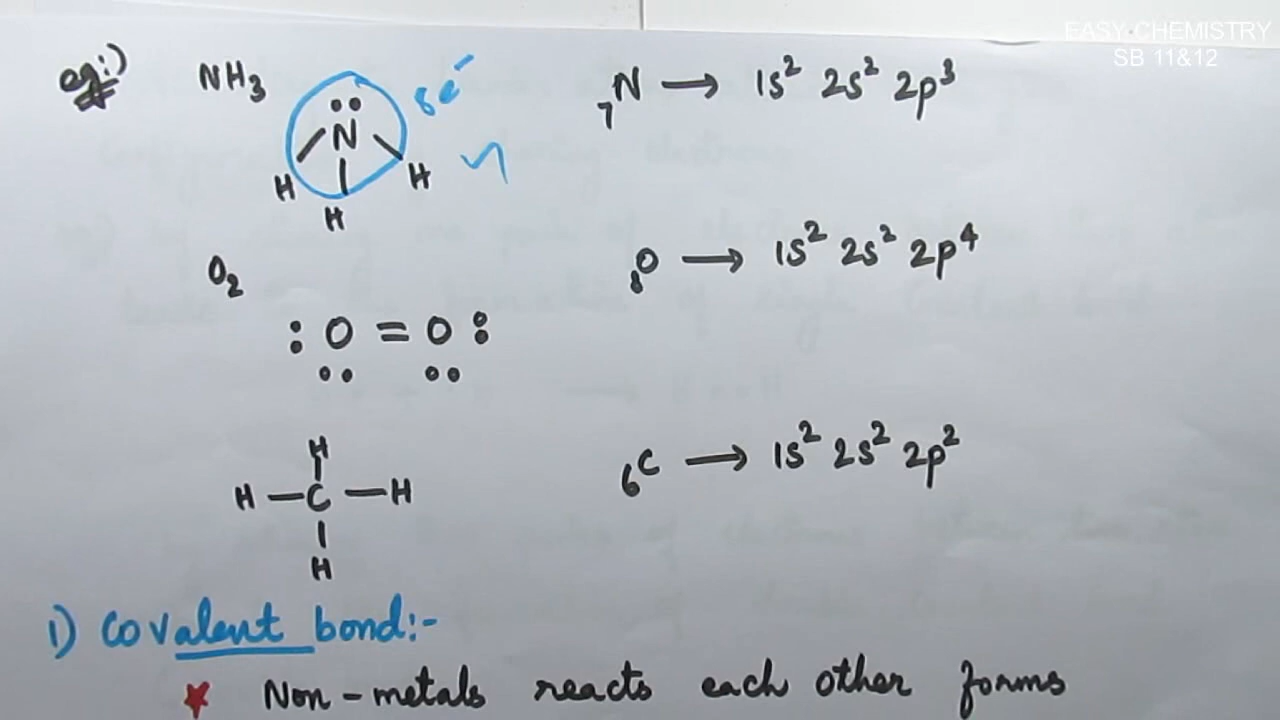 EASY-CHEMISTRY
SB 11&12
eg:) NH₃ 8e⁻ ₇N → 1s² 2s² 2p³
N
H H
H
O₂ ₈O → 1s² 2s² 2p⁴
:O = O:
H
H – C – H ₆C → 1s² 2s² 2p²
H
1) Covalent bond:-
★ Non-metals reacts each other forms